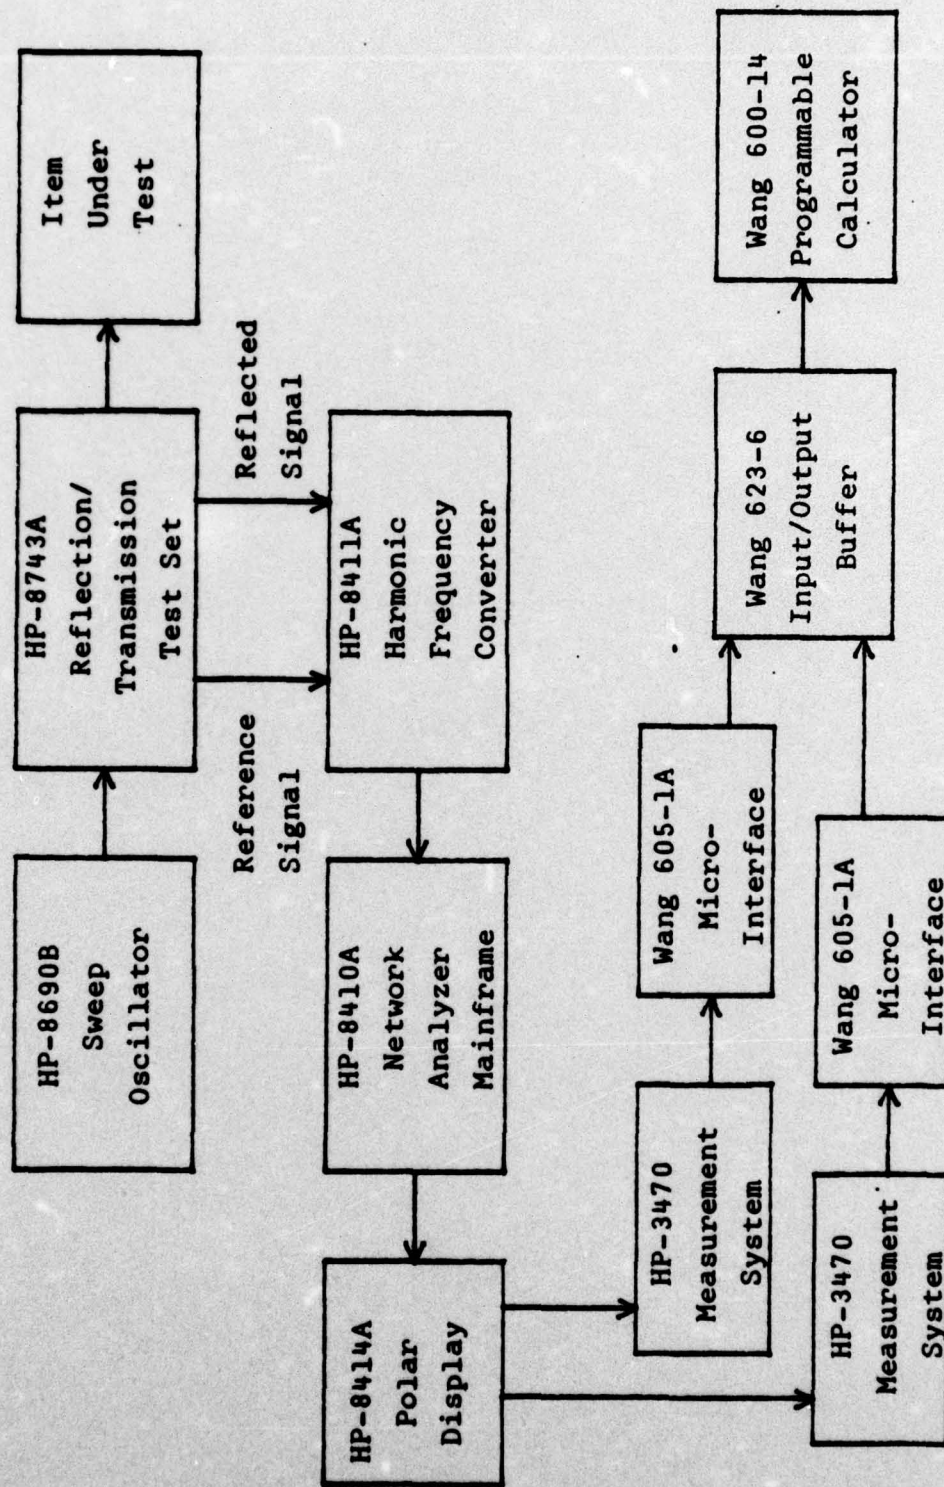 HP-8690B
Sweep
Oscillator
HP-8743A
Reflection/
Transmission
Test Set
Item
Under
Test
Reference
Signal
Reflected
Signal
HP-8414A
Polar
Display
HP-8410A
Network
Analyzer
Mainframe
HP-8411A
Harmonic
Frequency
Converter
HP-3470
Measurement
System
Wang 605-1A
Micro-
Interface
Wang 623-6
Input/Output
Buffer
Wang 600-14
Programmable
Calculator
HP-3470
Measurement
System
Wang 605-1A
Micro-
Interface